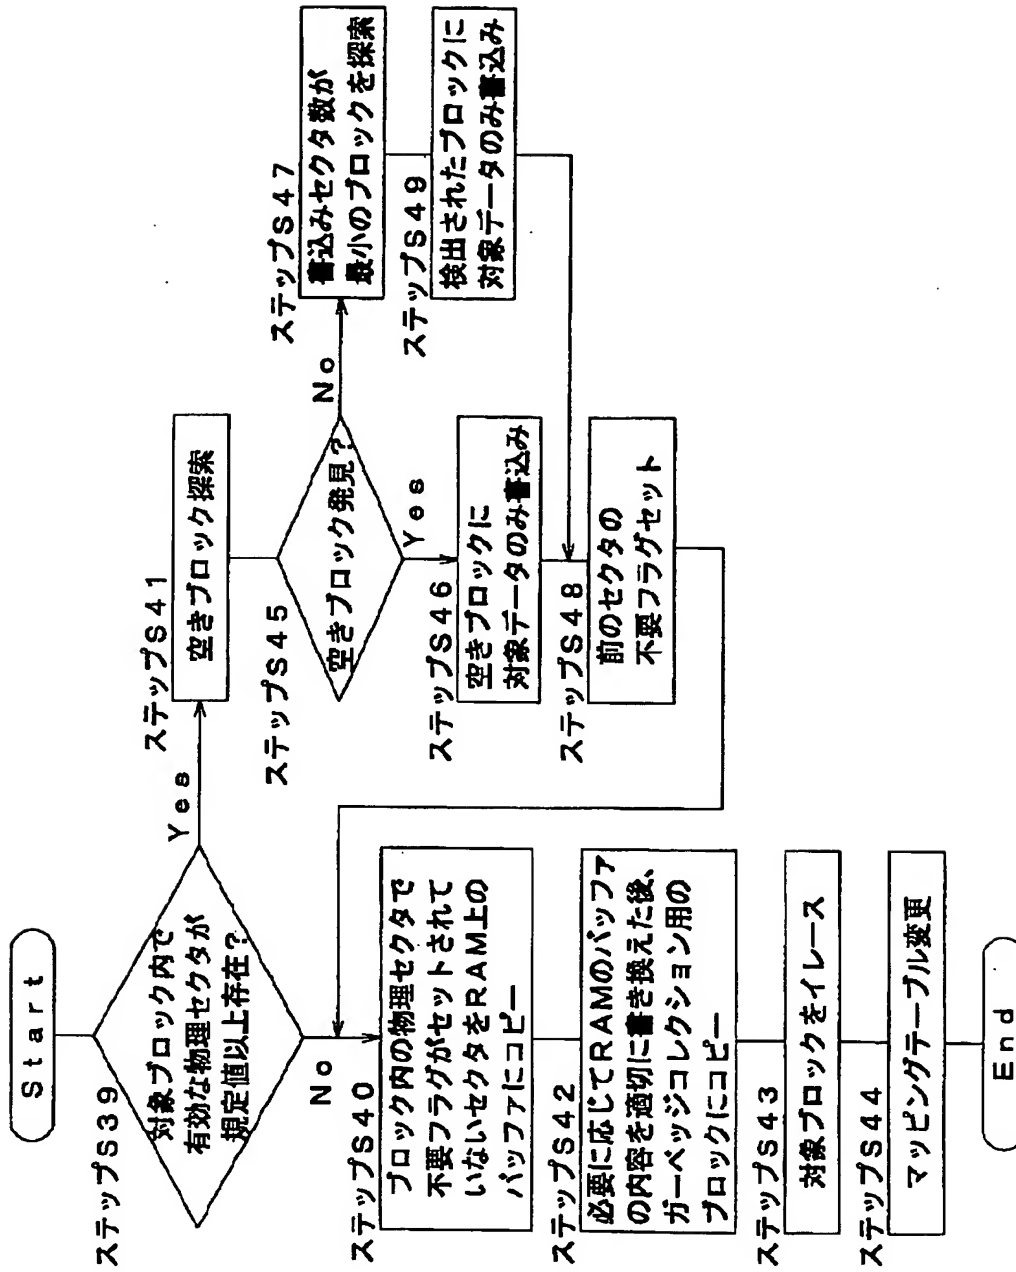 Start
ステップS39
対象ブロック内で
有効な物理セクタが
規定値以上存在?
Yes
No
ステップS40
ブロック内の物理セクタで
不要フラグがセットされて
いないセクタをRAM上の
バッファにコピー
ステップS42
必要に応じてRAMのバッファ
の内容を適切に書き換えた後、
ガーベッジコレクション用の
ブロックにコピー
ステップS43
対象ブロックをイレース
ステップS44
マッピングテーブル変更
End
ステップS41
空きブロック探索
ステップS45
空きブロック発見?
No
Yes
ステップS46
空きブロックに
対象データのみ書込み
ステップS48
前のセクタの
不要フラグセット
ステップS47
書込みセクタ数が
最小のブロックを探索
ステップS49
検出されたブロックに
対象データのみ書込み